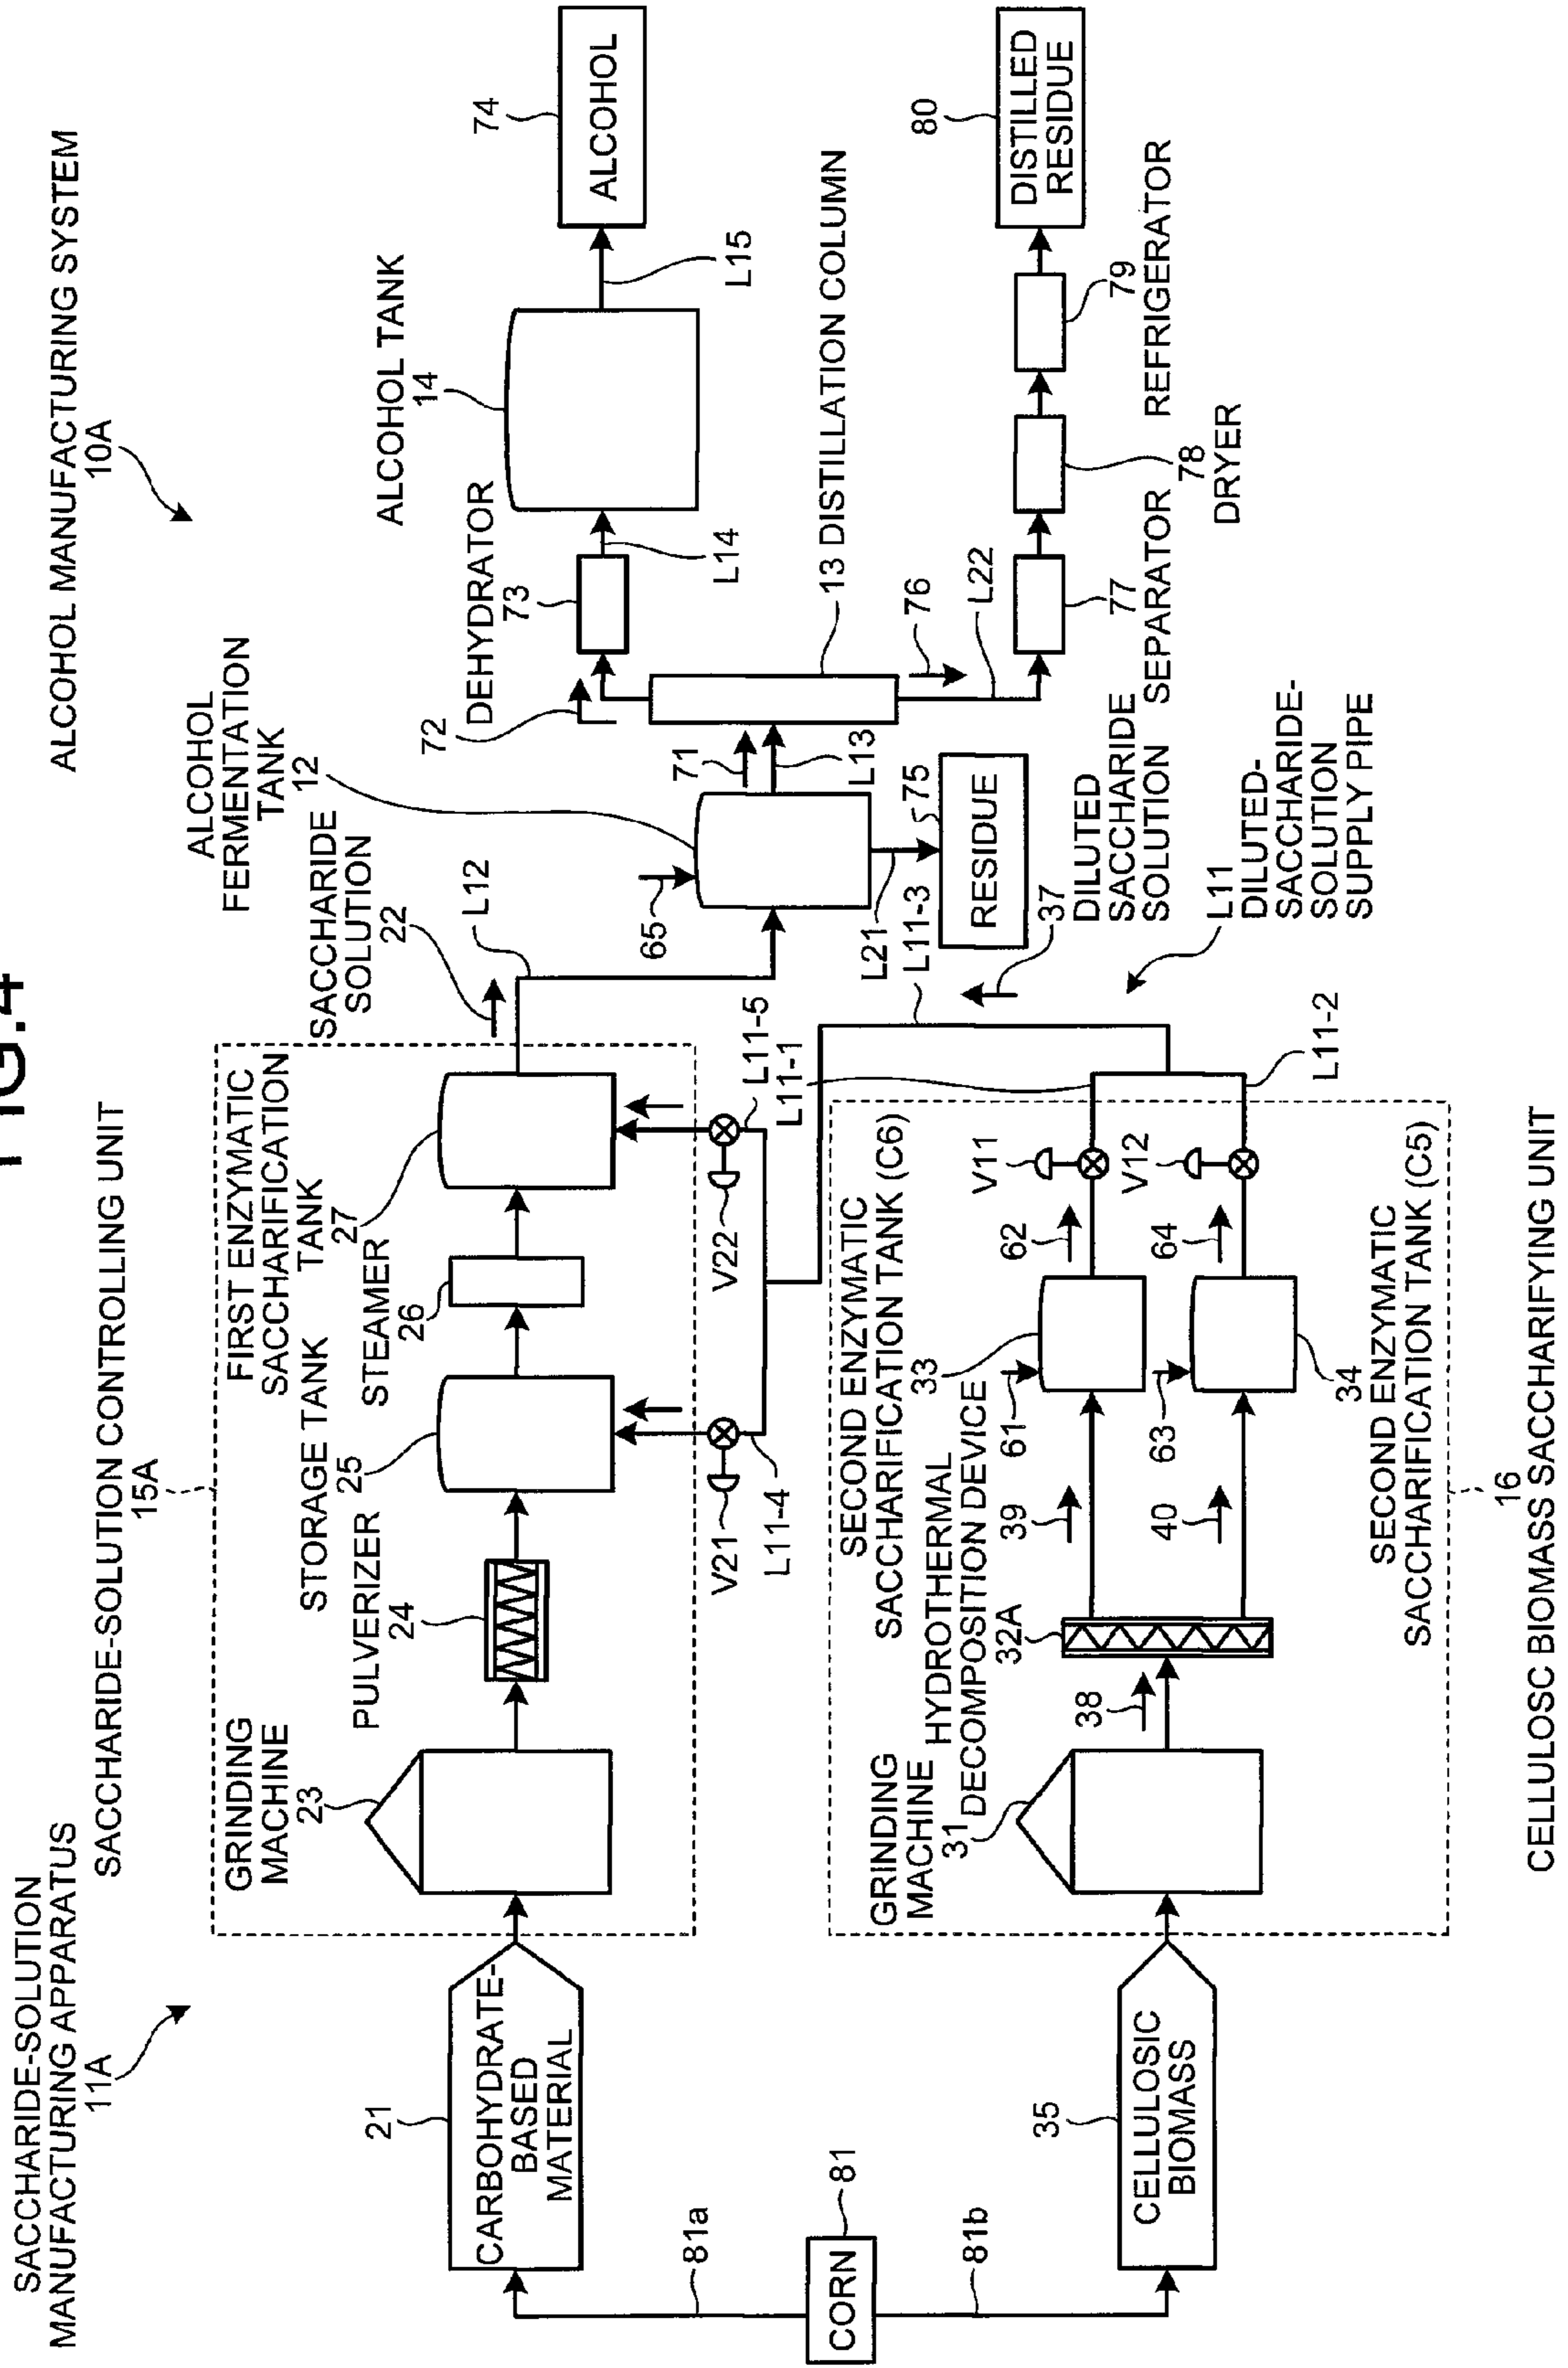 FIG.4
ALCOHOL MANUFACTURING SYSTEM
10A
SACCHARIDE-SOLUTION
MANUFACTURING APPARATUS
11A
SACCHARIDE-SOLUTION CONTROLLING UNIT
15A
GRINDING
MACHINE
23
PULVERIZER
24
STORAGE TANK
25
STEAMER
26
FIRST ENZYMATIC
SACCHARIFICATION
TANK
27
SACCHARIDE
SOLUTION
22
L12
ALCOHOL
FERMENTATION
TANK
12
65
71
L13
72
DEHYDRATOR
73
L14
ALCOHOL TANK
14
L15
74
ALCOHOL
13 DISTILLATION COLUMN
76
L22
77
SEPARATOR
78
DRYER
79
REFRIGERATOR
80
DISTILLED
RESIDUE
L21
75
RESIDUE
21
CARBOHYDRATE-
BASED
MATERIAL
V21
L11-4
V22
L11-5
L11-1
L11-3
37
DILUTED
SACCHARIDE
SOLUTION
L11
DILUTED-
SACCHARIDE-
SOLUTION
SUPPLY PIPE
L11-2
81a
CORN
81
81b
35
CELLULOSIC
BIOMASS
GRINDING
MACHINE
31
HYDROTHERMAL
DECOMPOSITION DEVICE
32A
38
39
40
SECOND ENZYMATIC
SACCHARIFICATION TANK (C6)
33
61
62
V11
63
64
V12
34
SECOND ENZYMATIC
SACCHARIFICATION TANK (C5)
16
CELLULOSC BIOMASS SACCHARIFYING UNIT